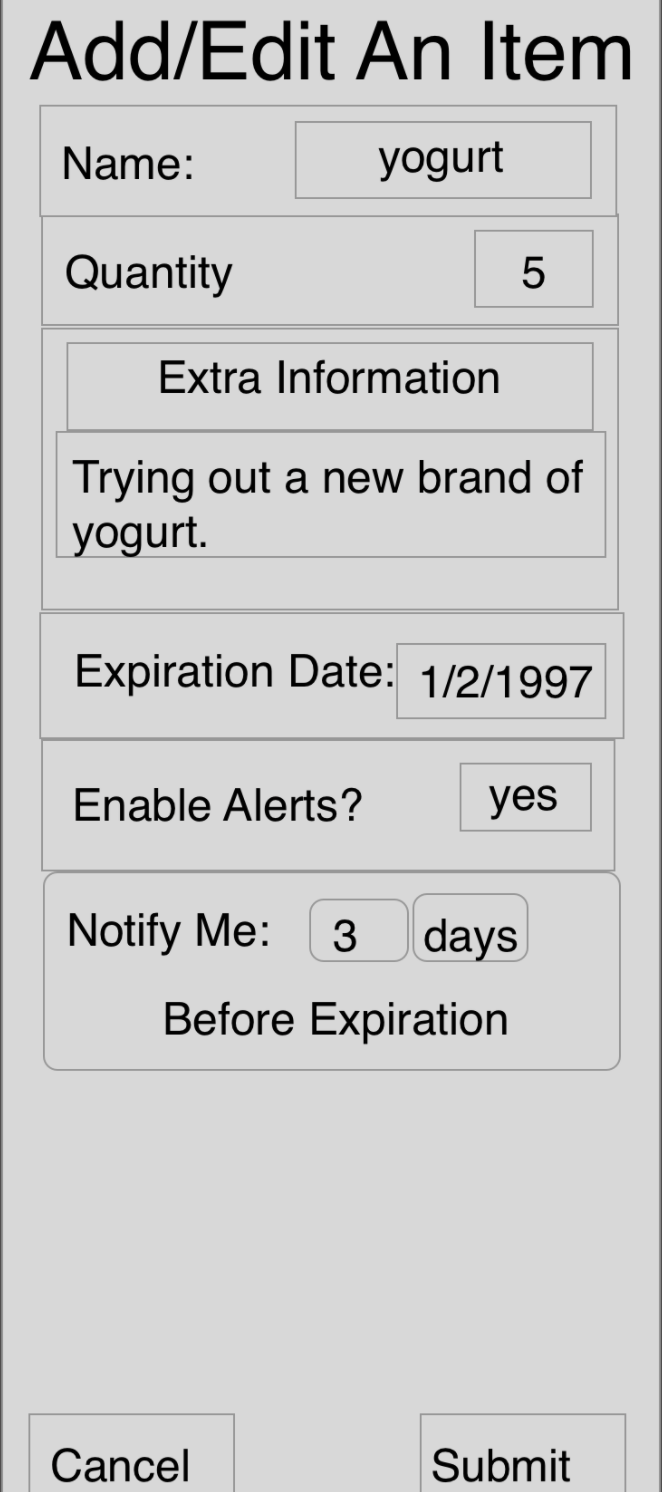 Add/Edit An Item
Name: yogurt
Quantity 5
Extra Information
Trying out a new brand of
yogurt.
Expiration Date: 1/2/1997
Enable Alerts? yes
Notify Me: 3 days
Before Expiration
Cancel Submit